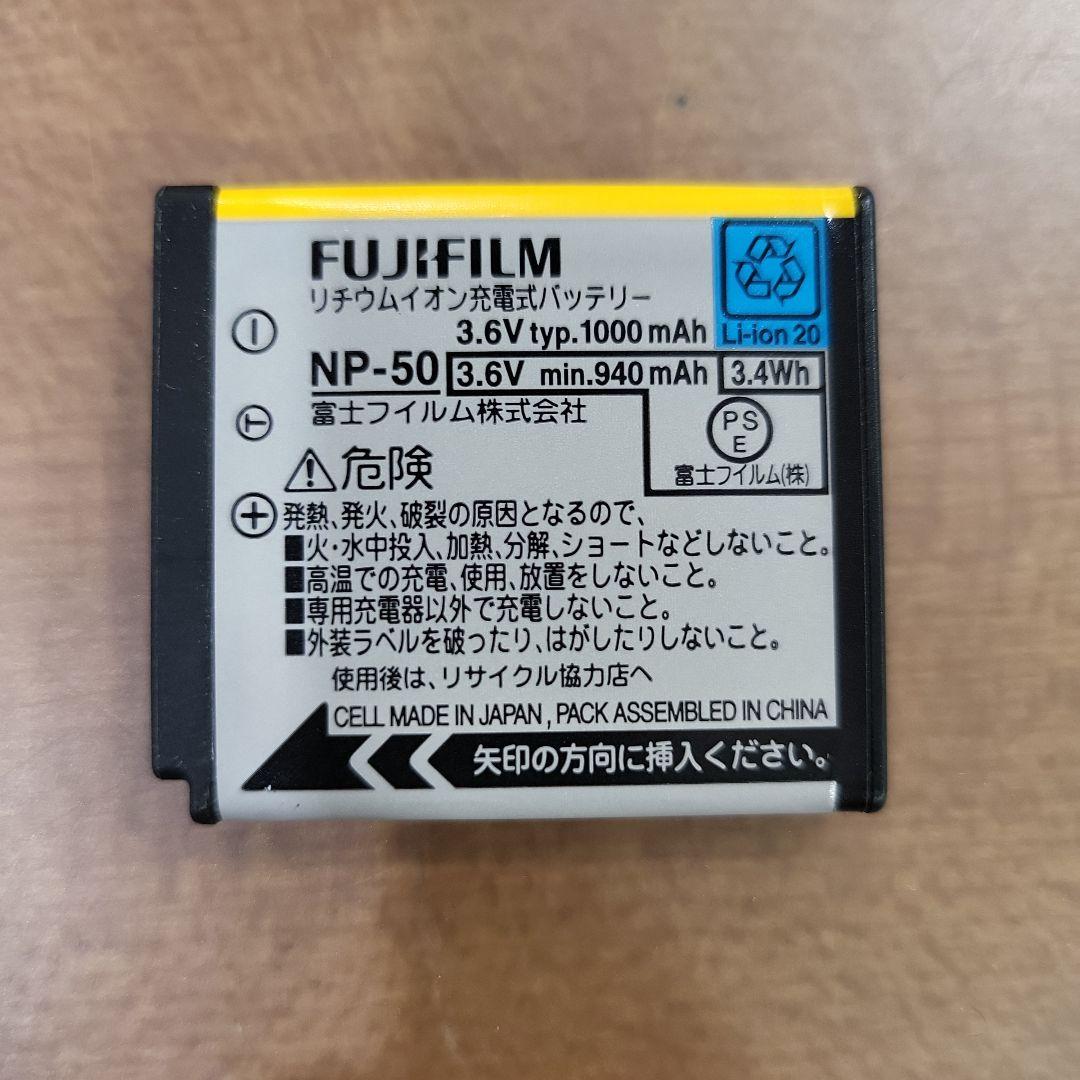 FUJIFILM
リチウムイオン充電式バッテリー
3.6V typ.1000 mAh
Li-ion 20
NP-50
3.6V min.940 mAh
3.4Wh
富士フイルム株式会社
PS
E
富士フイルム(株)
⚠危険
発熱、発火、破裂の原因となるので、
■火・水中投入、加熱、分解、ショートなどしないこと。
■高温での充電、使用、放置をしないこと。
■専用充電器以外で充電しないこと。
■外装ラベルを破ったり、はがしたりしないこと。
使用後は、リサイクル協力店へ
CELL MADE IN JAPAN , PACK ASSEMBLED IN CHINA
矢印の方向に挿入ください。
−
T
+